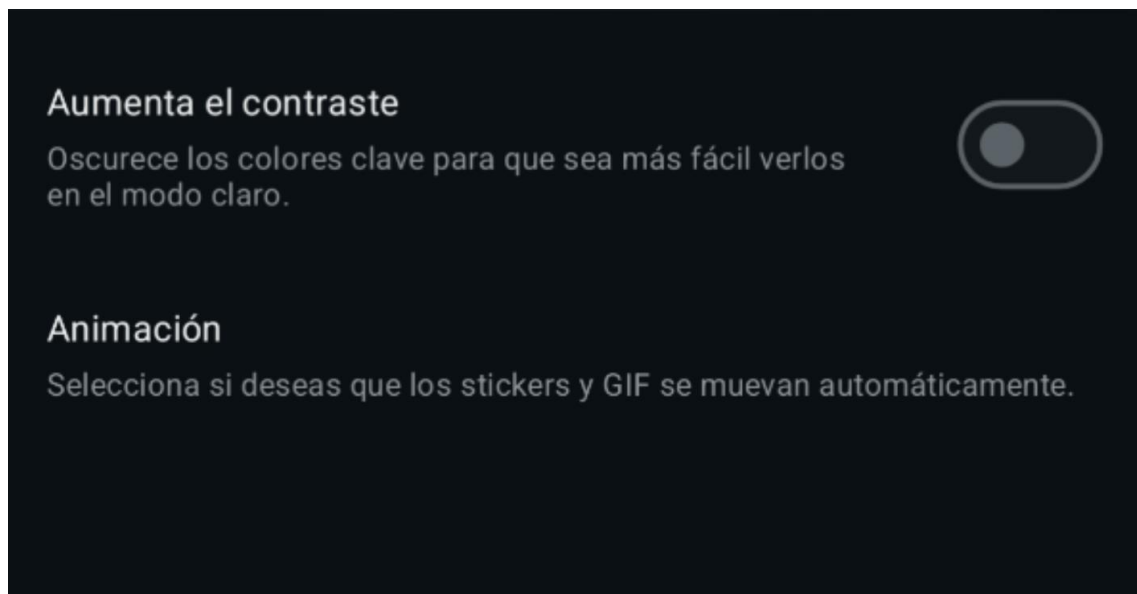 Aumenta el contraste
Oscurece los colores clave para que sea más fácil verlos
en el modo claro.
Animación
Selecciona si deseas que los stickers y GIF se muevan automáticamente.